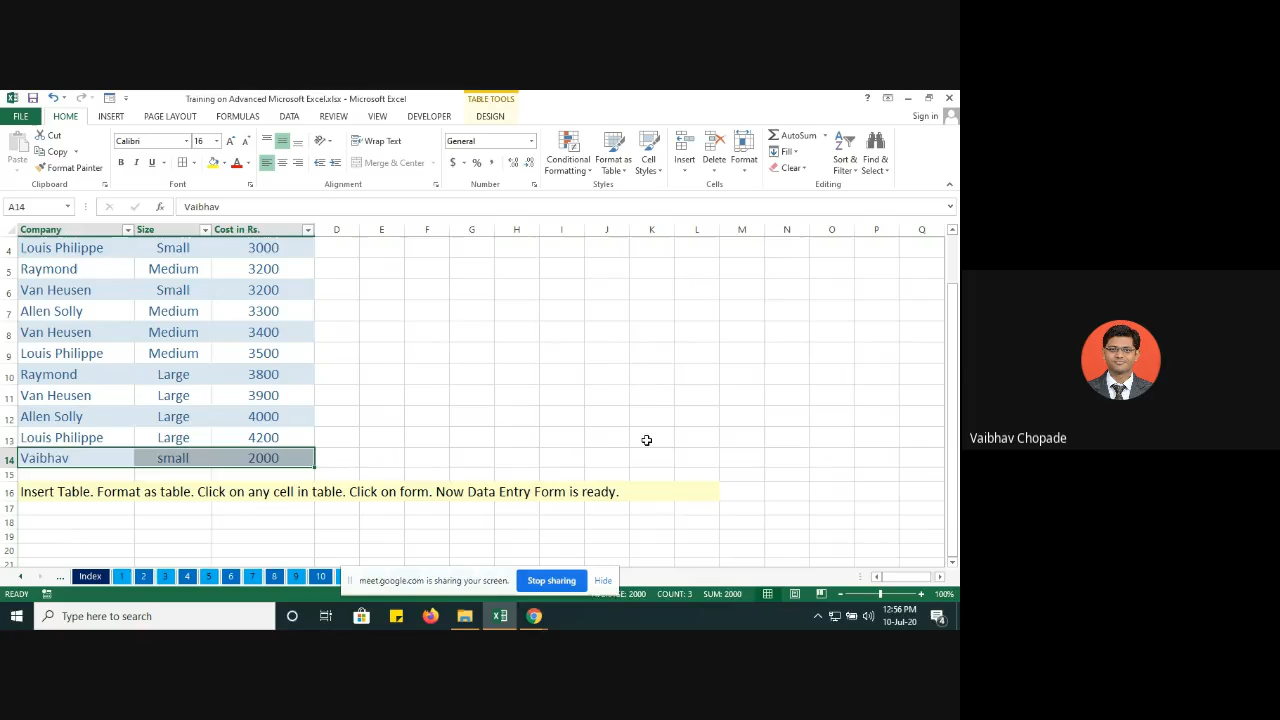 Training on Advanced Microsoft Excel.xlsx - Microsoft Excel
TABLE TOOLS
FILE HOME INSERT PAGE LAYOUT FORMULAS DATA REVIEW VIEW DEVELOPER DESIGN Sign in
Paste
Cut
Copy
Format Painter
Clipboard
Calibri 16
B I U
Font
Wrap Text
Merge & Center
Alignment
General
$ % ,
Number
Conditional Formatting
Format as Table
Cell Styles
Styles
Insert Delete Format
Cells
AutoSum
Fill
Clear
Sort & Filter
Find & Select
Editing
A14 fx Vaibhav
Company Size Cost in Rs. D E F G H I J K L M N O P Q
4 Louis Philippe Small 3000
5 Raymond Medium 3200
6 Van Heusen Small 3200
7 Allen Solly Medium 3300
8 Van Heusen Medium 3400
9 Louis Philippe Medium 3500
10 Raymond Large 3800
11 Van Heusen Large 3900
12 Allen Solly Large 4000
13 Louis Philippe Large 4200
14 Vaibhav small 2000
15
16 Insert Table. Format as table. Click on any cell in table. Click on form. Now Data Entry Form is ready.
17
18
19
20
21
... Index 1 2 3 4 5 6 7 8 9 10
meet.google.com is sharing your screen. Stop sharing Hide
READY COUNT: 3 SUM: 2000 100%
Type here to search
12:56 PM
10-Jul-20
4
Vaibhav Chopade